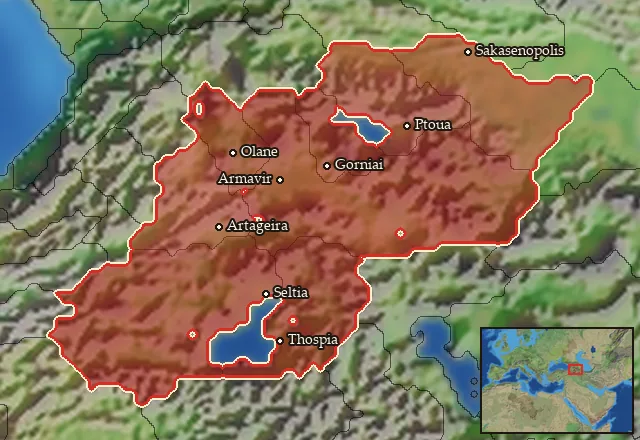 Sakasenopolis
Ptoua
Olane
Gorniai
Armavir
Artageira
Seltia
Thospia